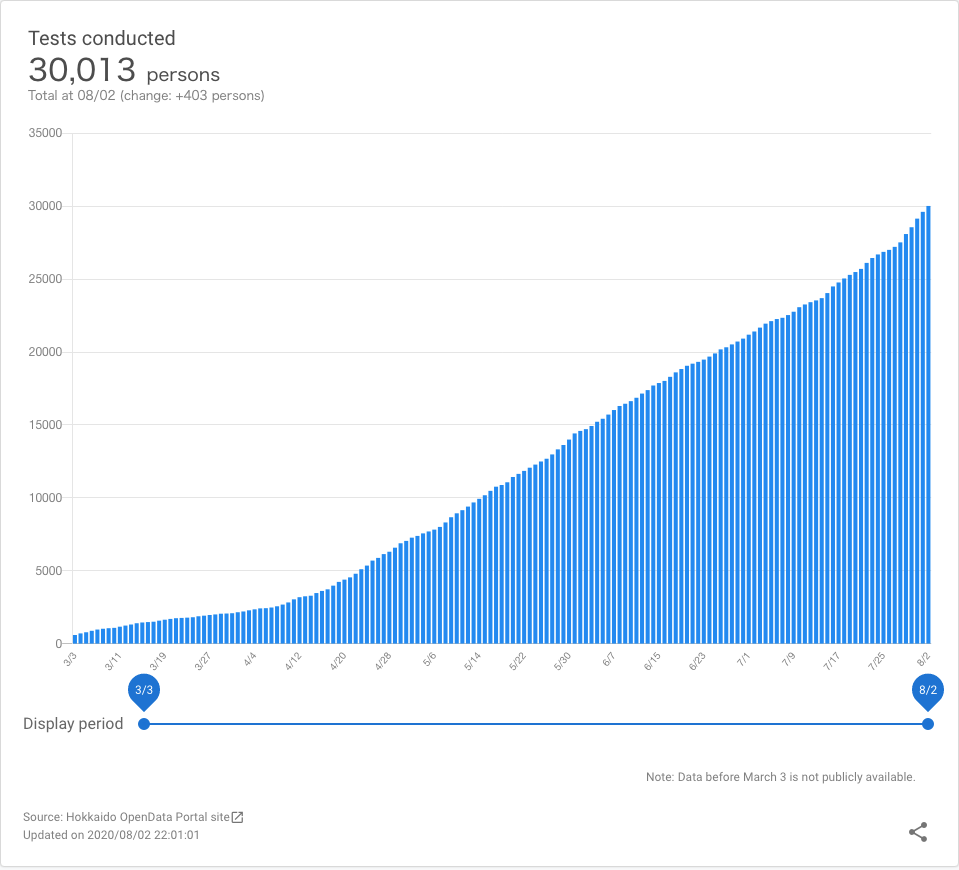 Tests conducted
30,013 persons
Total at 08/02 (change: +403 persons)
35000
30000
25000
20000
15000
10000
5000
0
3/3 3/11 3/19 3/27 4/4 4/12 4/20 4/28 5/6 5/14 5/22 5/30 6/7 6/15 6/23 7/1 7/9 7/17 7/25 8/2
3/3 8/2
Display period
Note: Data before March 3 is not publicly available.
Source: Hokkaido OpenData Portal site
Updated on 2020/08/02 22:01:01